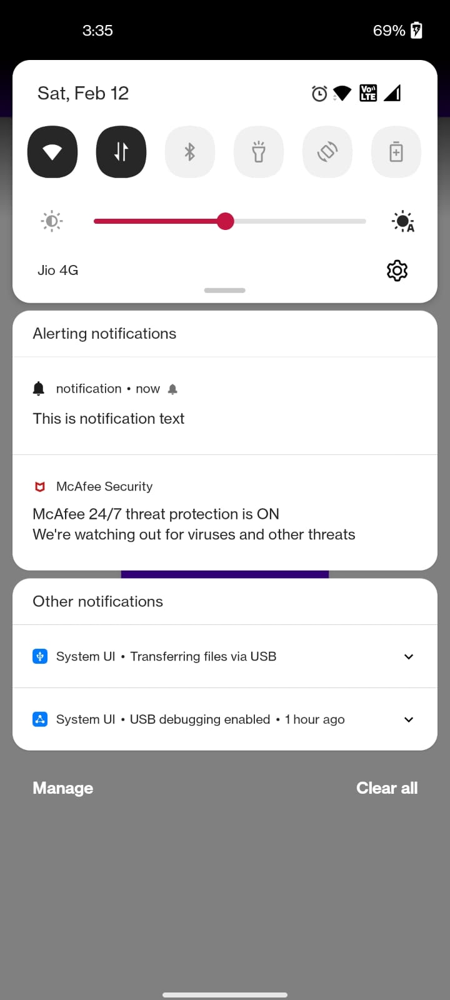 3:35
69%
Sat, Feb 12
Vo
LTE
A
Jio 4G
Alerting notifications
notification • now
This is notification text
McAfee Security
McAfee 24/7 threat protection is ON
We're watching out for viruses and other threats
Other notifications
System UI • Transferring files via USB
System UI • USB debugging enabled • 1 hour ago
Manage
Clear all